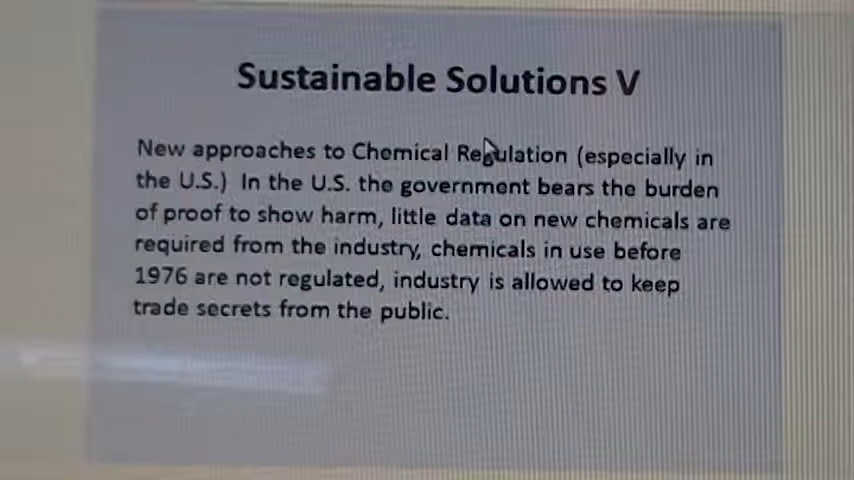 Sustainable Solutions V
New approaches to Chemical Regulation (especially in
the U.S.) In the U.S. the government bears the burden
of proof to show harm, little data on new chemicals are
required from the industry, chemicals in use before
1976 are not regulated, industry is allowed to keep
trade secrets from the public.